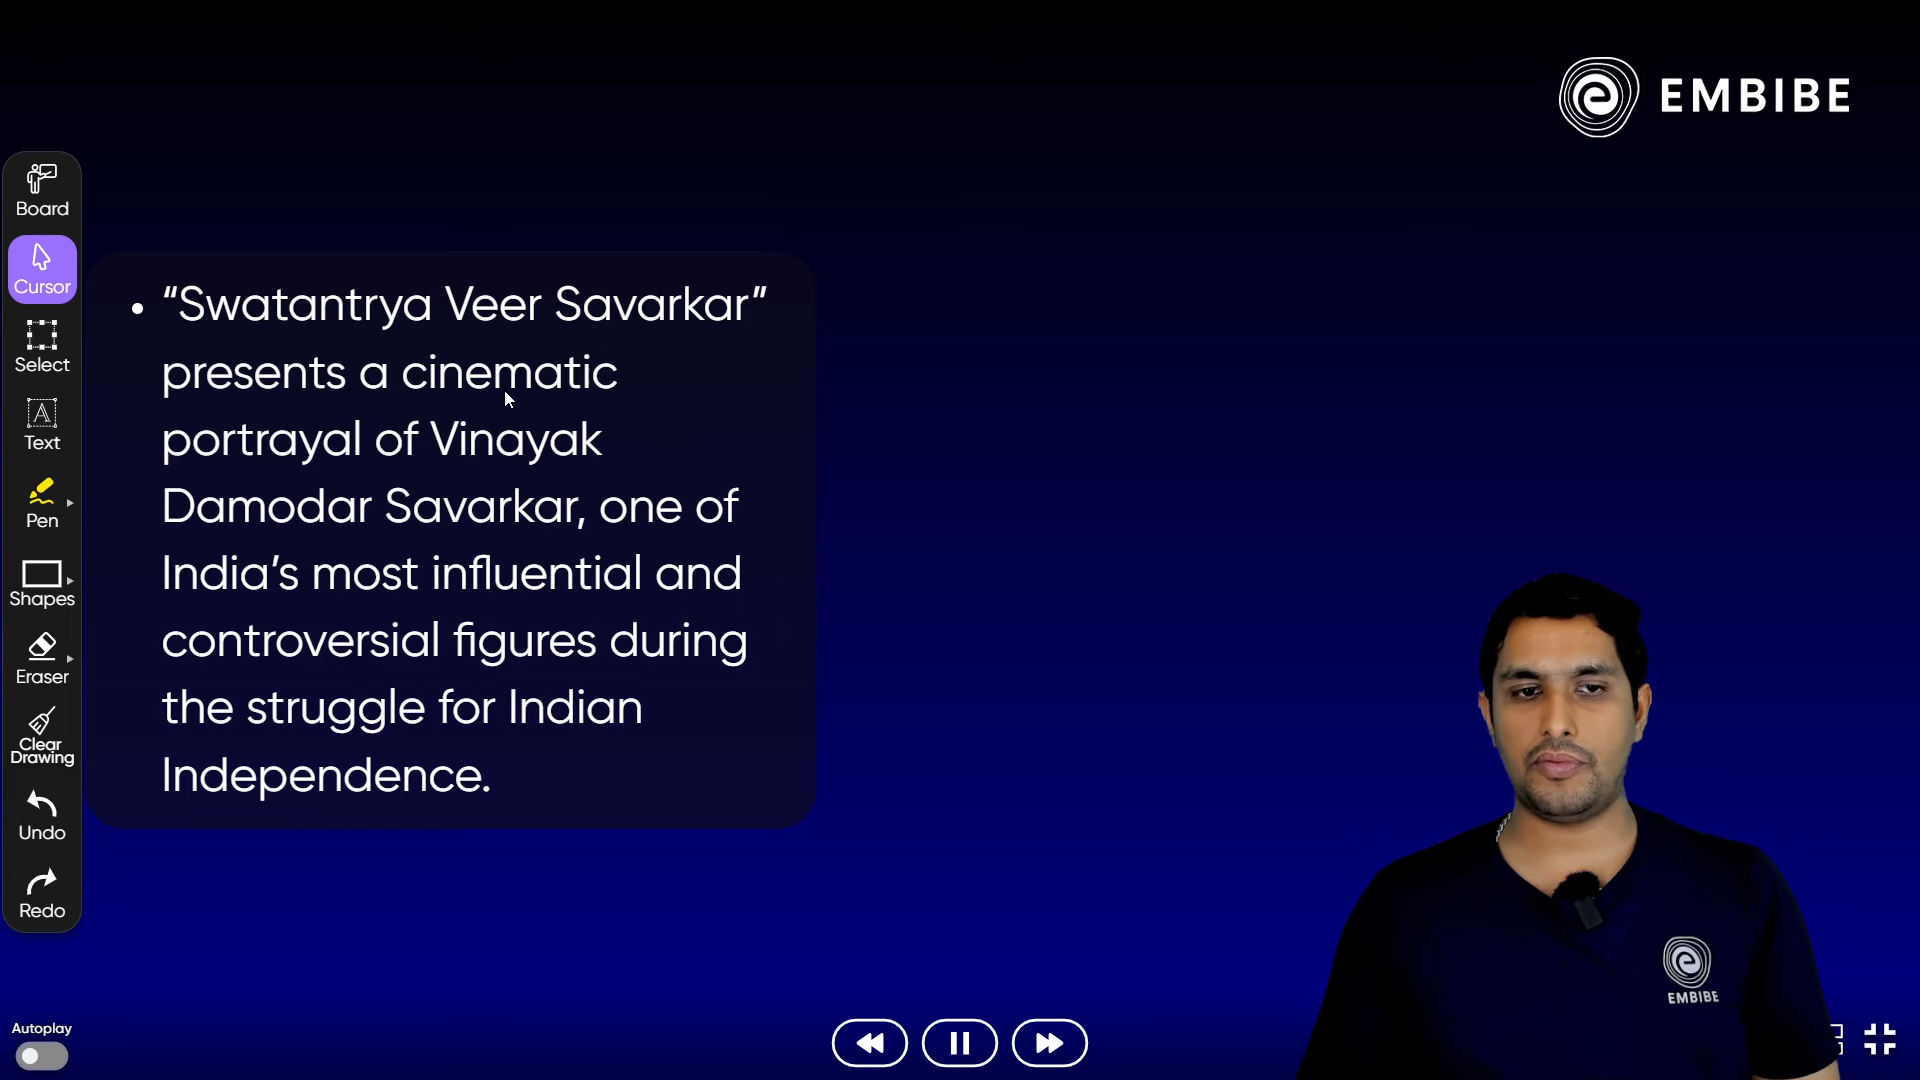 EMBIBE
Board
Cursor
Select
Text
Pen
Shapes
Eraser
Clear
Drawing
Undo
Redo
• “Swatantrya Veer Savarkar”
presents a cinematic
portrayal of Vinayak
Damodar Savarkar, one of
India’s most influential and
controversial figures during
the struggle for Indian
Independence.
EMBIBE
Autoplay